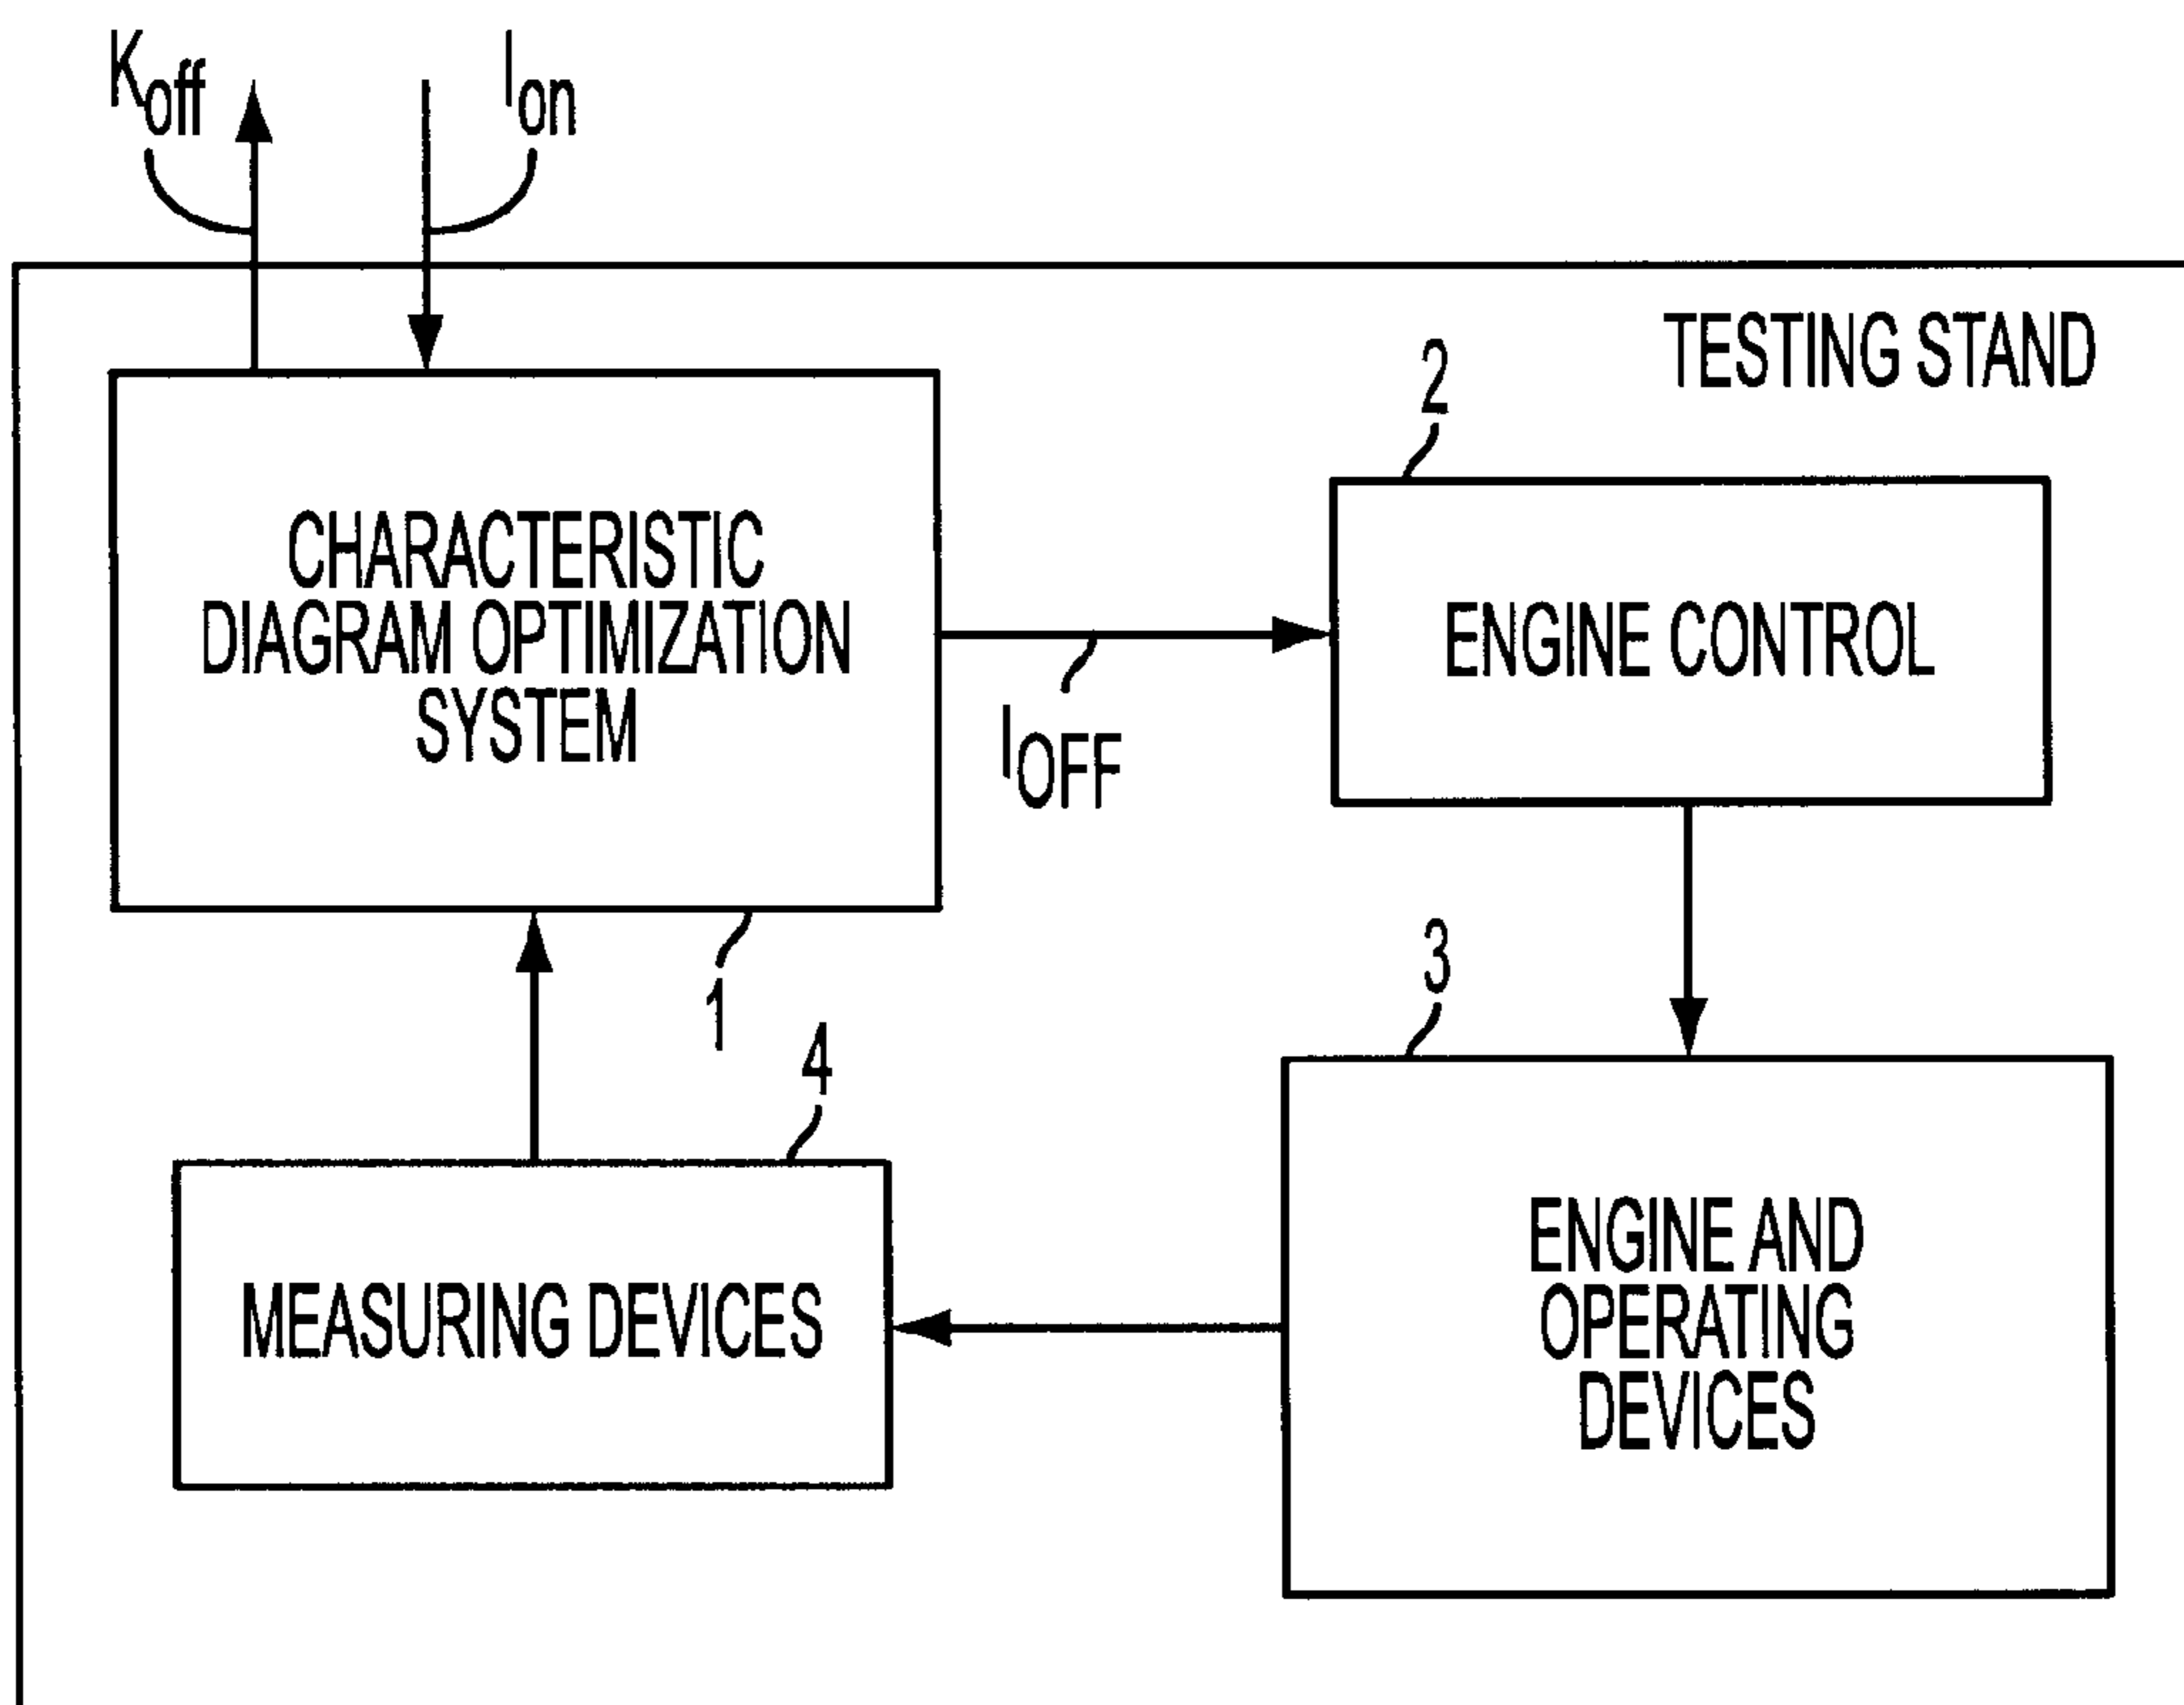 Koff
Ion
TESTING STAND
2
CHARACTERISTIC
DIAGRAM OPTIMIZATION
SYSTEM
ENGINE CONTROL
IOFF
1
3
4
MEASURING DEVICES
ENGINE AND
OPERATING
DEVICES